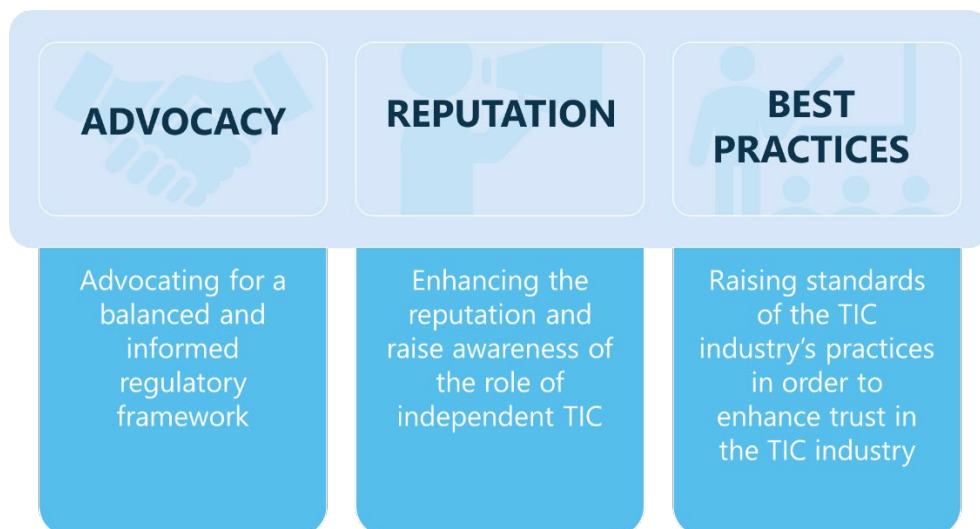 ADVOCACY
Advocating for a
balanced and
informed
regulatory
framework
REPUTATION
Enhancing the
reputation and
raise awareness of
the role of
independent TIC
BEST
PRACTICES
Raising standards
of the TIC
industry’s practices
in order to
enhance trust in
the TIC industry